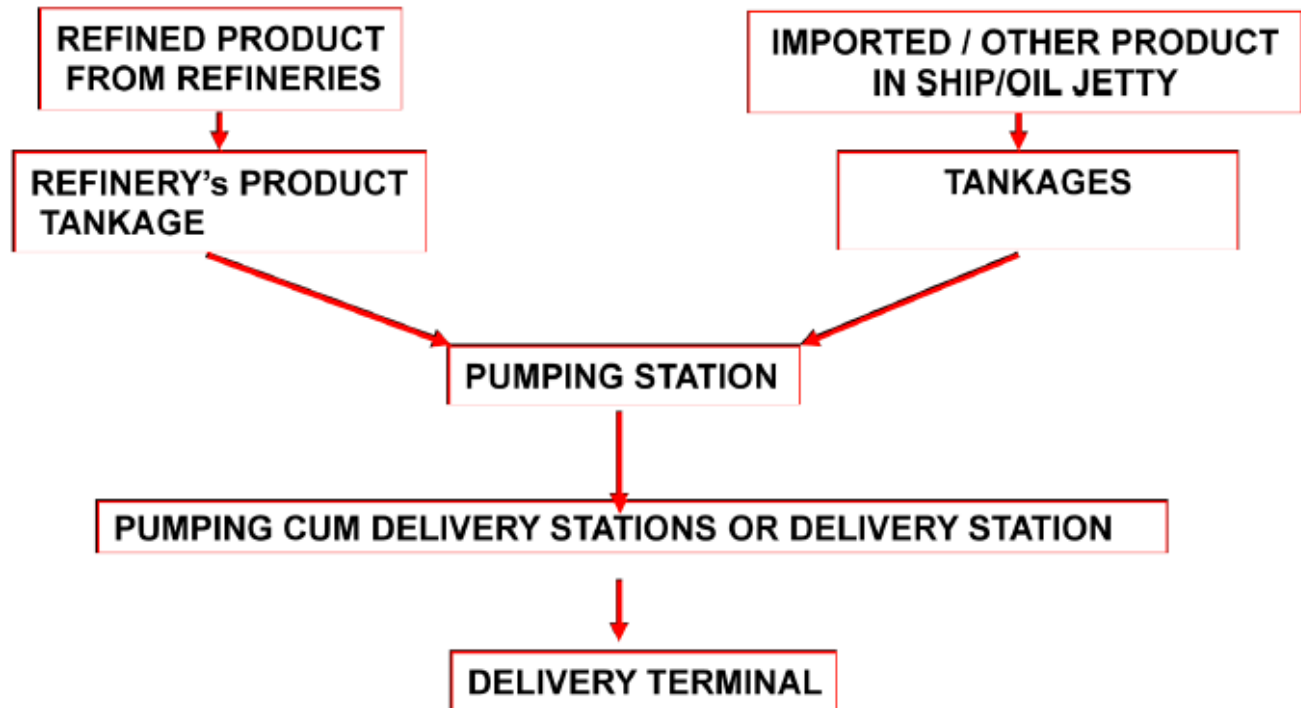 REFINED PRODUCT
FROM REFINERIES
IMPORTED / OTHER PRODUCT
IN SHIP/OIL JETTY
REFINERY's PRODUCT
TANKAGE
TANKAGES
PUMPING STATION
PUMPING CUM DELIVERY STATIONS OR DELIVERY STATION
DELIVERY TERMINAL